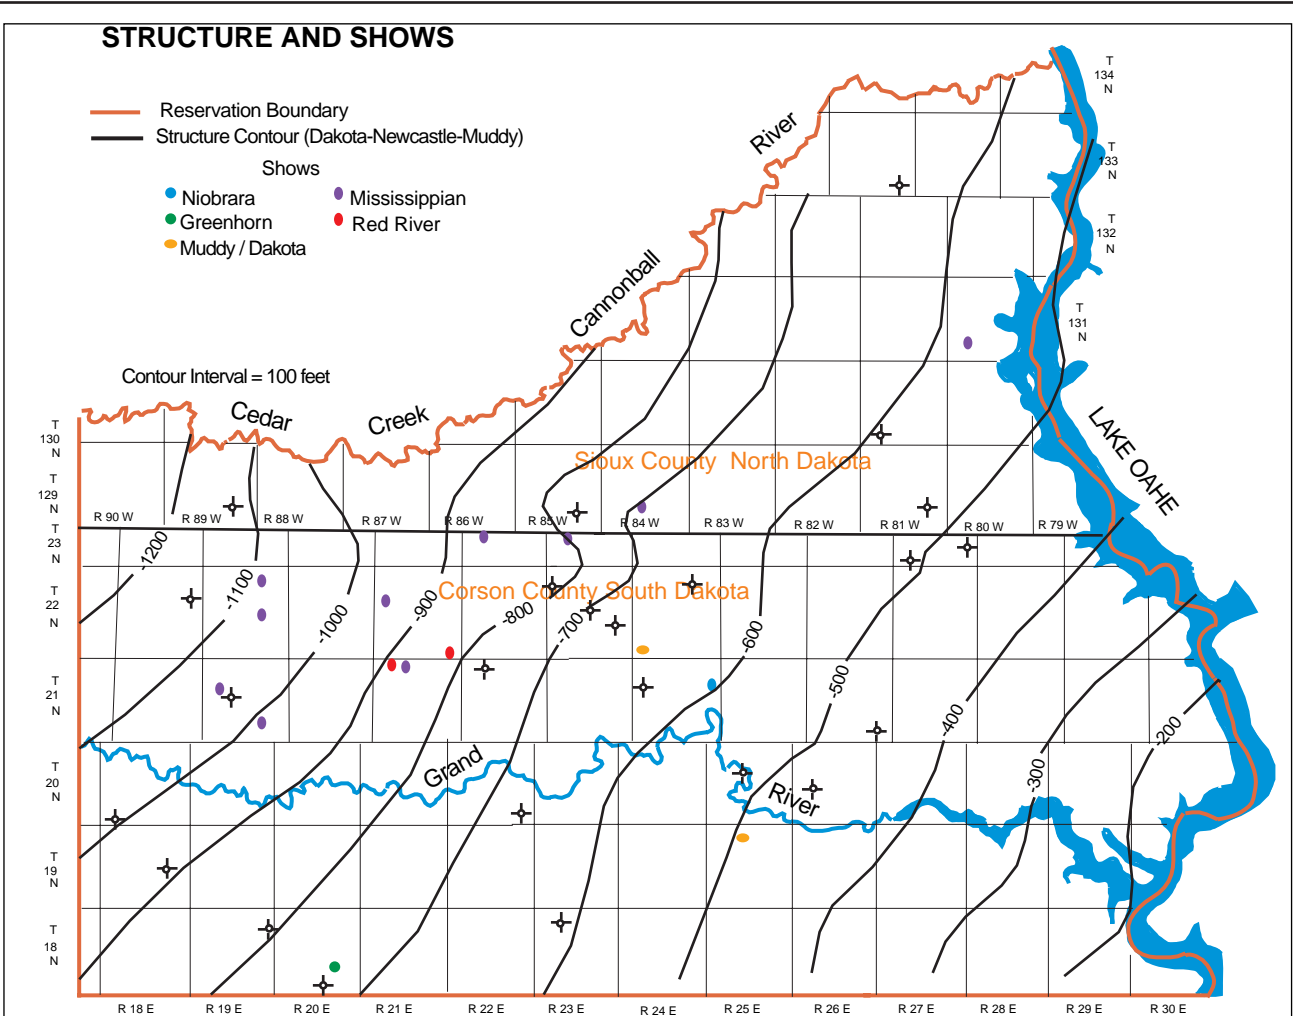 STRUCTURE AND SHOWS
Reservation Boundary
Structure Contour (Dakota-Newcastle-Muddy)
Shows
Niobrara
Mississippian
Greenhorn
Red River
Muddy / Dakota
Contour Interval = 100 feet
Cedar
Creek
Cannonball
River
LAKE OAHE
T
134
N
T
133
N
T
132
N
T
131
N
T
130
N
T
129
N
T
23
N
T
22
N
T
21
N
T
20
N
T
19
N
T
18
N
Sioux County North Dakota
R 90 W
R 89 W
R 88 W
R 87 W
R 86 W
R 85 W
R 84 W
R 83 W
R 82 W
R 81 W
R 80 W
R 79 W
Corson County South Dakota
-1200
-1100
-1000
-900
-800
-700
-600
-500
-400
-300
-200
Grand
River
R 18 E
R 19 E
R 20 E
R 21 E
R 22 E
R 23 E
R 24 E
R 25 E
R 26 E
R 27 E
R 28 E
R 29 E
R 30 E